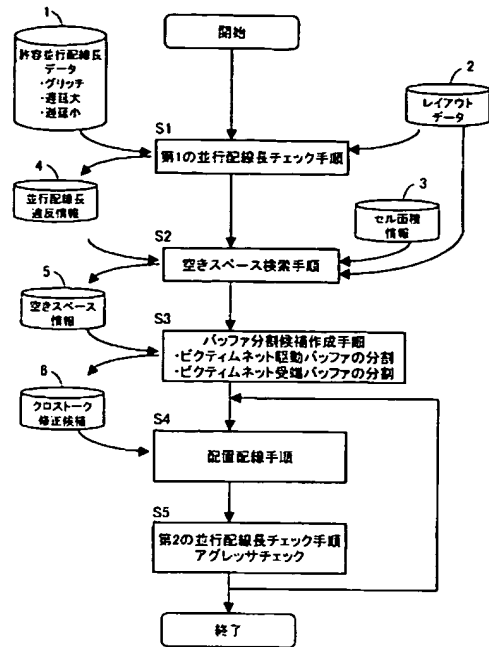 1
開始
許容並行配線長
データ
・グリッチ
・遅延大
・遅延小
2
レイアウト
データ
S1
第1の並行配線長チェック手順
4
並行配線長
違反情報
3
セル面積
情報
S2
空きスペース検索手順
5
空きスペース
情報
S3
バッファ分割候補作成手順
・ビクティムネット駆動バッファの分割
・ビクティムネット受端バッファの分割
6
クロストーク
修正候補
S4
配置配線手順
S5
第2の並行配線長チェック手順
アグレッサチェック
終了